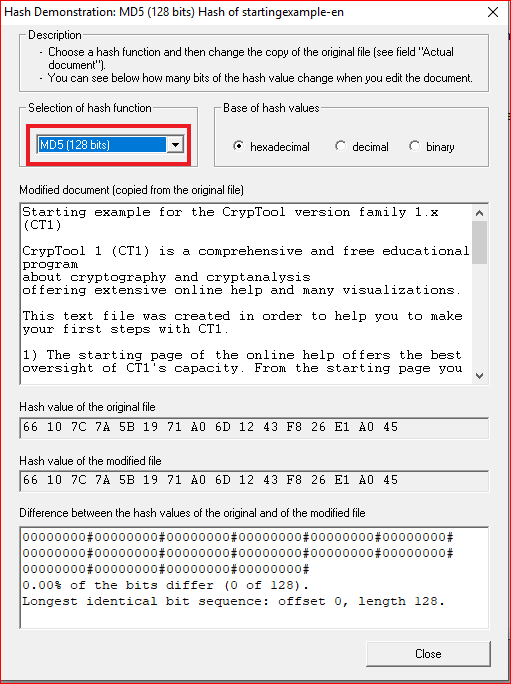 Hash Demonstration: MD5 (128 bits) Hash of startingexample-en
Description
- Choose a hash function and then change the copy of the original file (see field "Actual
document").
- You can see below how many bits of the hash value change when you edit the document.
Selection of hash function
MD5 (128 bits)
Base of hash values
hexadecimal
decimal
binary
Modified document (copied from the original file)
Starting example for the CrypTool version family 1.x
(CT1)
CrypTool 1 (CT1) is a comprehensive and free educational
program
about cryptography and cryptanalysis
offering extensive online help and many visualizations.
This text file was created in order to help you to make
your first steps with CT1.
1) The starting page of the online help offers the best
oversight of CT1's capacity. From the starting page you
Hash value of the original file
66 10 7C 7A 5B 19 71 A0 6D 12 43 F8 26 E1 A0 45
Hash value of the modified file
66 10 7C 7A 5B 19 71 A0 6D 12 43 F8 26 E1 A0 45
Difference between the hash values of the original and of the modified file
00000000#00000000#00000000#00000000#00000000#00000000#
00000000#00000000#00000000#00000000#00000000#00000000#
00000000#00000000#00000000#00000000#
0.00% of the bits differ (0 of 128).
Longest identical bit sequence: offset 0, length 128.
Close